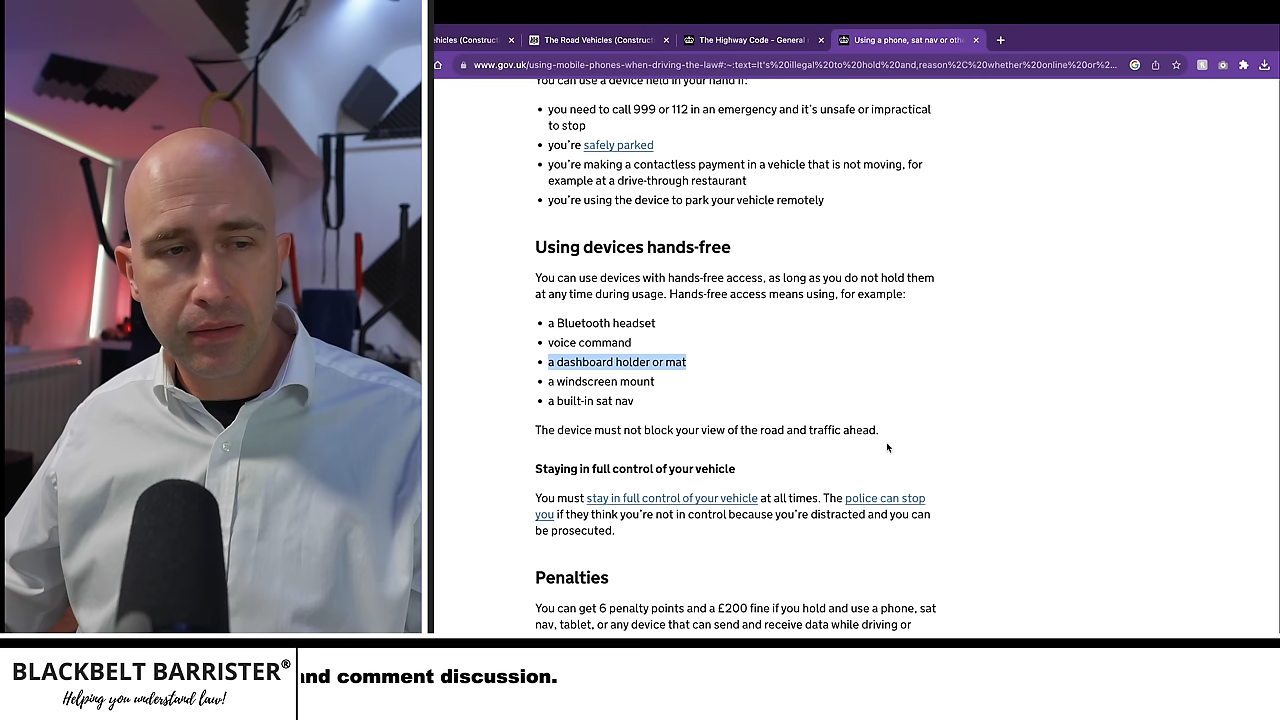 ehicles (Construct
The Road Vehicles (Construct
The Highway Code - General
Using a phone, sat nav or oth
www.gov.uk/using-mobile-phones-when-driving-the-law#:~:text=It's%20illegal%20to%20hold%20and,reason%2C%20whether%20online%20or%2...
You can use a device held in your hand if:
• you need to call 999 or 112 in an emergency and it's unsafe or impractical
to stop
• you're safely parked
• you're making a contactless payment in a vehicle that is not moving, for
example at a drive-through restaurant
• you're using the device to park your vehicle remotely
Using devices hands-free
You can use devices with hands-free access, as long as you do not hold them
at any time during usage. Hands-free access means using, for example:
• a Bluetooth headset
• voice command
• a dashboard holder or mat
• a windscreen mount
• a built-in sat nav
The device must not block your view of the road and traffic ahead.
Staying in full control of your vehicle
You must stay in full control of your vehicle at all times. The police can stop
you if they think you're not in control because you're distracted and you can
be prosecuted.
Penalties
You can get 6 penalty points and a £200 fine if you hold and use a phone, sat
nav, tablet, or any device that can send and receive data while driving or
BLACKBELT BARRISTER®
Helping you understand law!
and comment discussion.